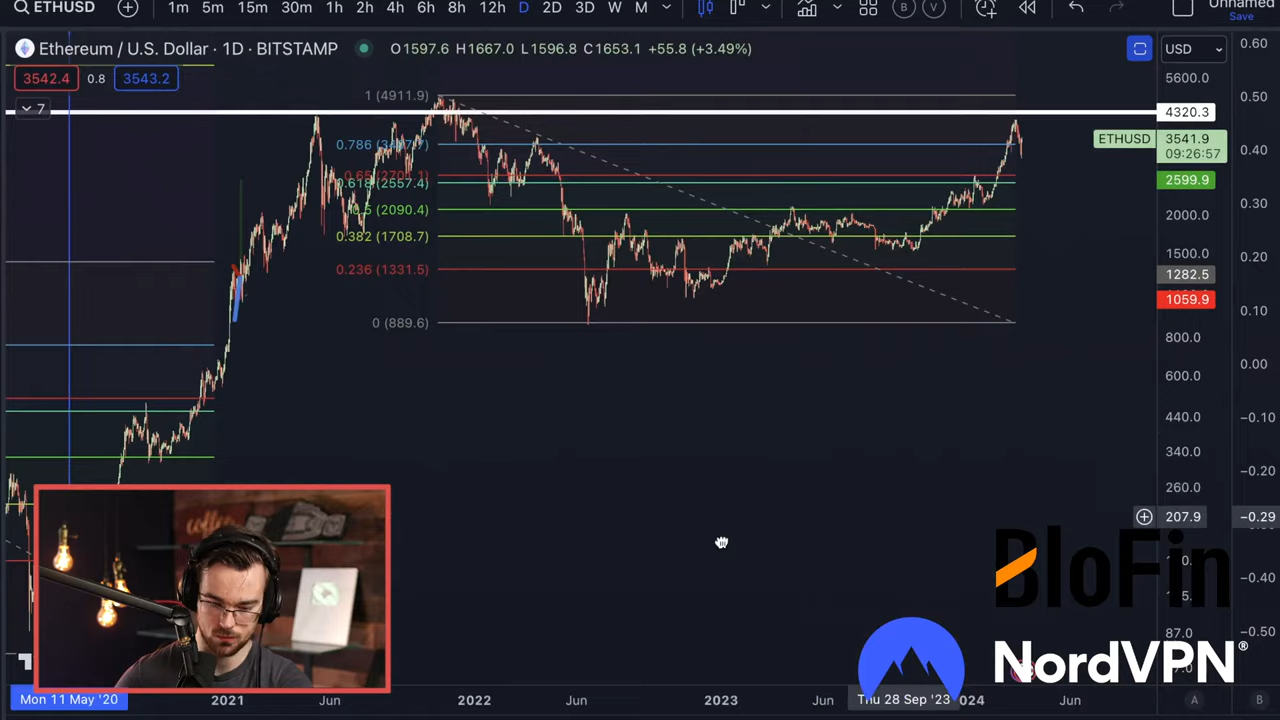 ETHUSD 1m 5m 15m 30m 1h 2h 4h 6h 8h 12h D 2D 3D W M B V Unnamed
Save
Ethereum / U.S. Dollar · 1D · BITSTAMP O1597.6 H1667.0 L1596.8 C1653.1 +55.8 (+3.49%) USD 0.60
3542.4 0.8 3543.2 5600.0
1 (4911.9) 0.50
7 4320.3
ETHUSD 3541.9 0.40
09:26:57
0.786
2599.9
0.618 (2557.4)
0.5 (2090.4) 2000.0 0.30
0.382 (1708.7)
1500.0 0.20
0.236 (1331.5) 1282.5
1059.9
0 (889.6) 0.10
800.0
0.00
600.0
440.0 −0.10
340.0
−0.20
260.0
207.9 −0.29
coffee
BloFin
−0.40
87.0 −0.50
NordVPN®
Mon 11 May '20 2021 Jun 2022 Jun 2023 Jun Thu 28 Sep '23 2024 Jun A B